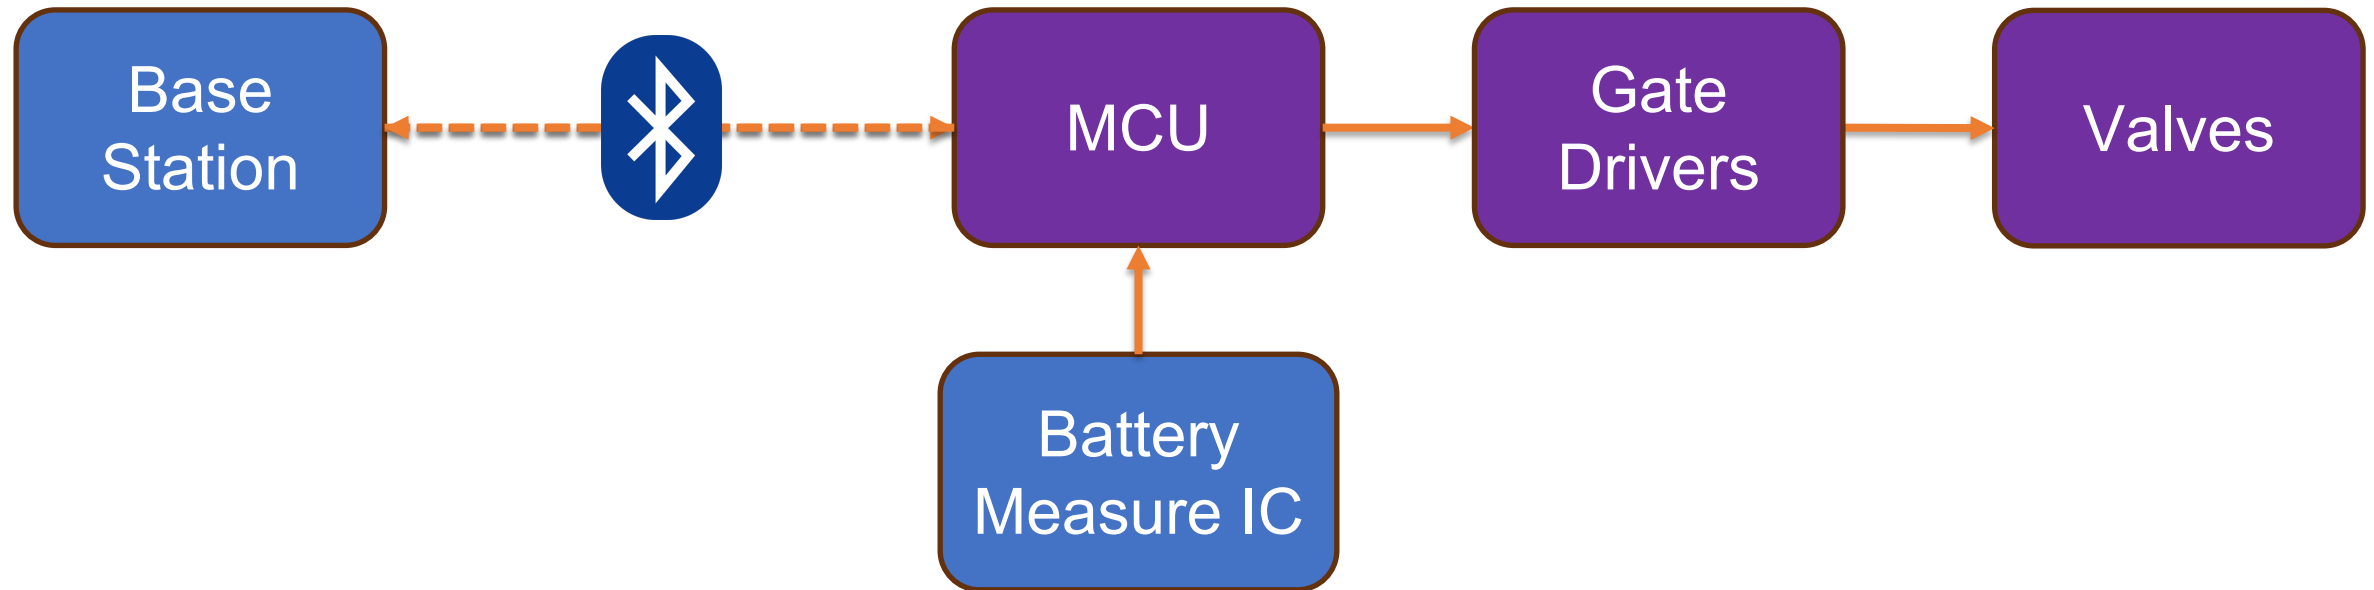 Base
Station
MCU
Gate
Drivers
Valves
Battery
Measure IC